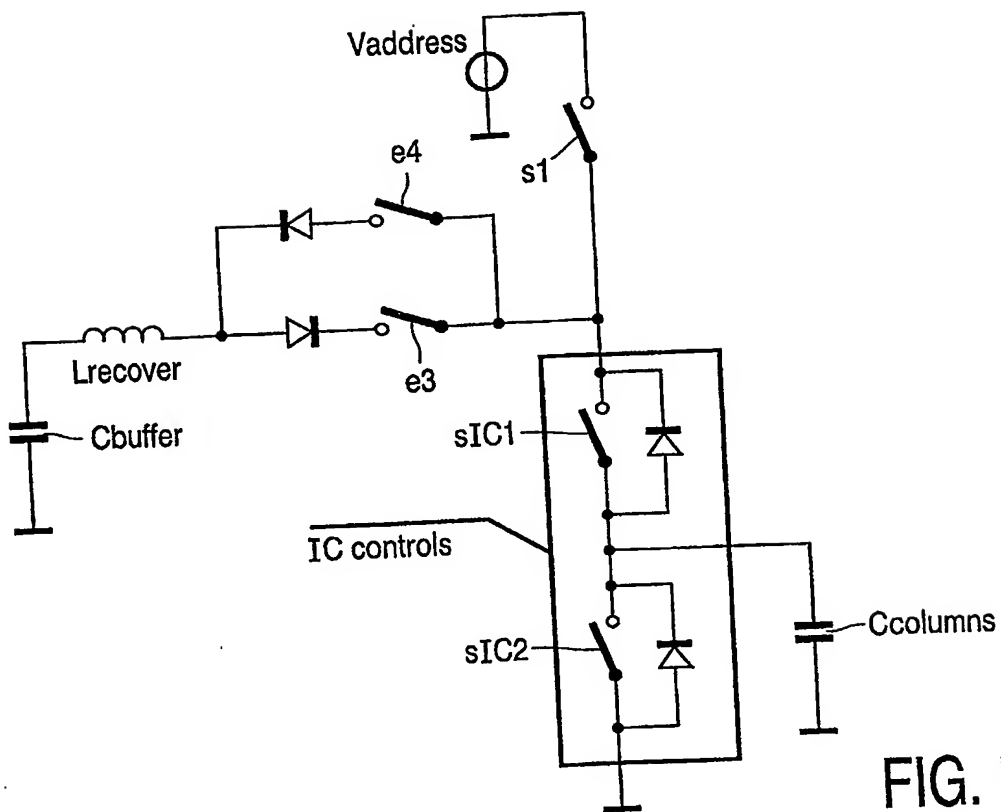 Vaddress
s1
e4
e3
Lrecover
Cbuffer
sIC1
IC controls
sIC2
Ccolumns
FIG.